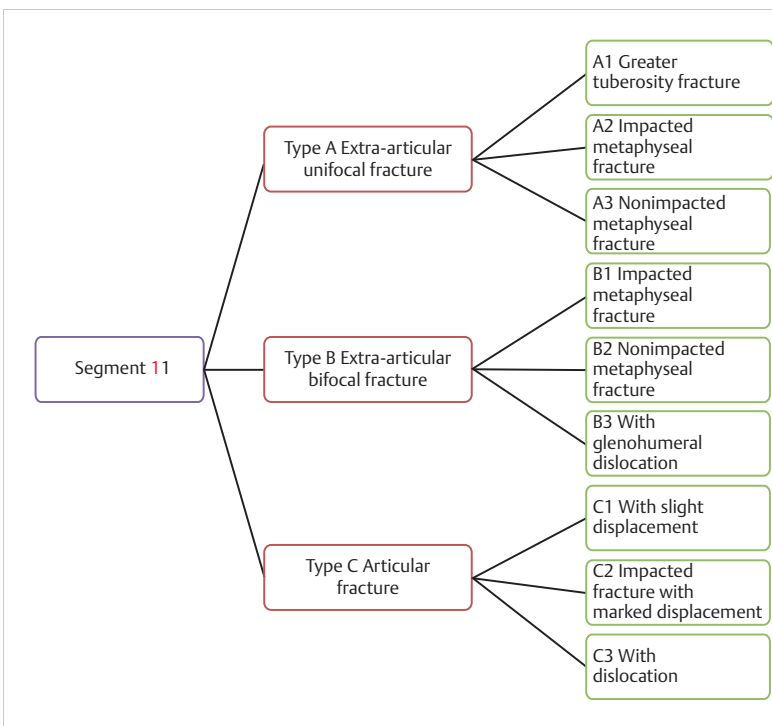 A1 Greater
tuberosity fracture
Type A Extra-articular
unifocal fracture
A2 Impacted
metaphyseal
fracture
A3 Nonimpacted
metaphyseal
fracture
B1 Impacted
metaphyseal
fracture
Segment 11
Type B Extra-articular
bifocal fracture
B2 Nonimpacted
metaphyseal
fracture
B3 With
glenohumeral
dislocation
C1 With slight
displacement
Type C Articular
fracture
C2 Impacted
fracture with
marked displacement
C3 With
dislocation